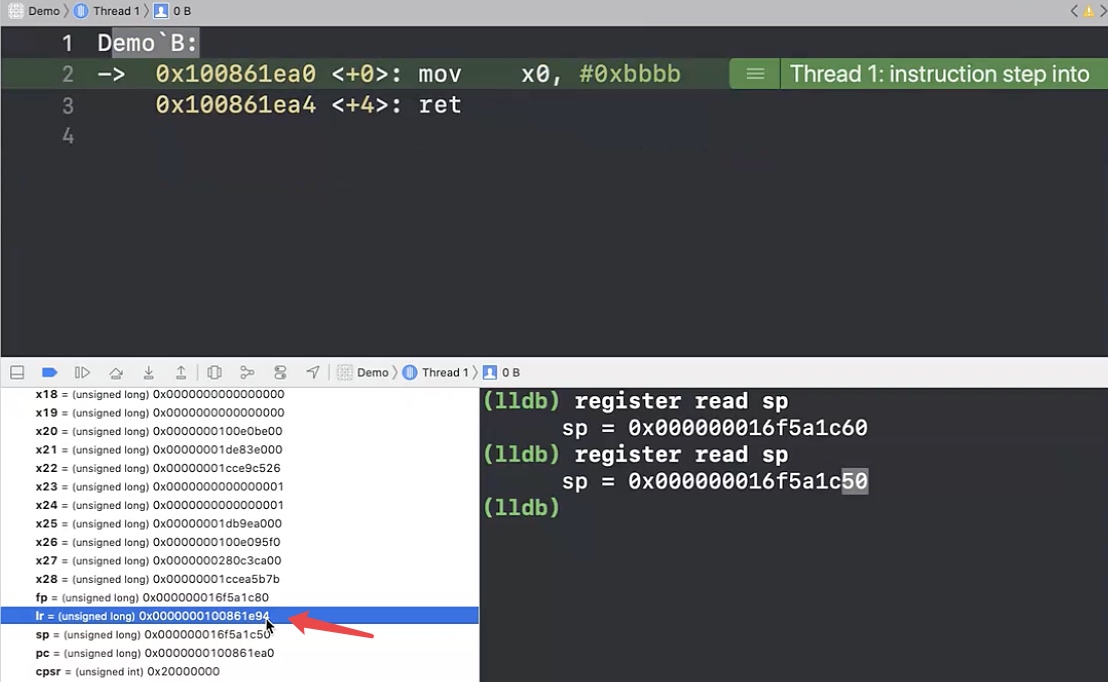 Demo 〉 Thread 1 〉 0 B
1 Demo`B:
2 -> 0x100861ea0 <+0>: mov x0, #0xbbbb Thread 1: instruction step into
3 0x100861ea4 <+4>: ret
4
Demo 〉 Thread 1 〉 0 B
x18 = (unsigned long) 0x0000000000000000
x19 = (unsigned long) 0x0000000000000000
x20 = (unsigned long) 0x0000000100e0be00
x21 = (unsigned long) 0x00000001de83e000
x22 = (unsigned long) 0x00000001cce9c526
x23 = (unsigned long) 0x0000000000000001
x24 = (unsigned long) 0x0000000000000001
x25 = (unsigned long) 0x00000001db9ea000
x26 = (unsigned long) 0x0000000100e095f0
x27 = (unsigned long) 0x0000000280c3ca00
x28 = (unsigned long) 0x00000001ccea5b7b
fp = (unsigned long) 0x000000016f5a1c80
lr = (unsigned long) 0x0000000100861e94
sp = (unsigned long) 0x000000016f5a1c50
pc = (unsigned long) 0x0000000100861ea0
cpsr = (unsigned int) 0x20000000
(lldb) register read sp
sp = 0x000000016f5a1c60
(lldb) register read sp
sp = 0x000000016f5a1c50
(lldb)